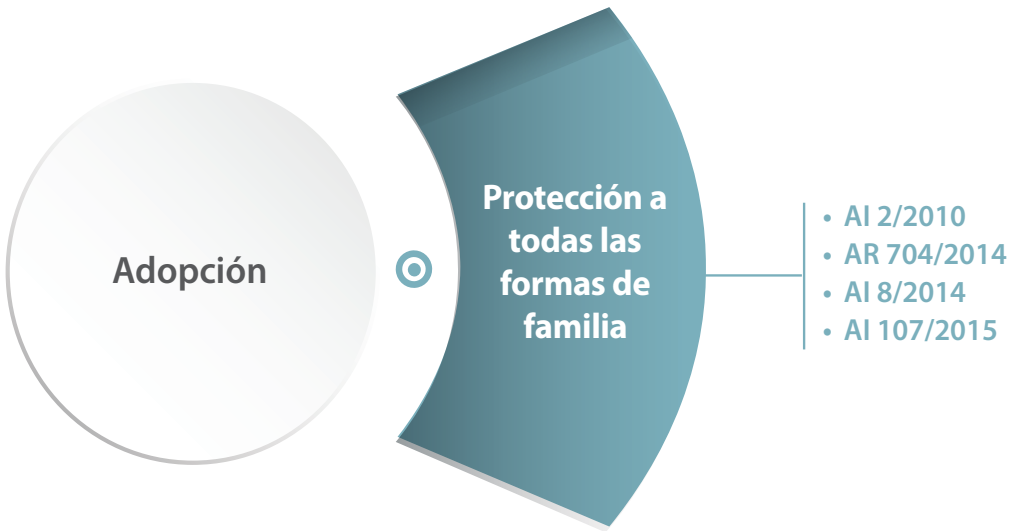 Adopción
Protección a
todas las
formas de
familia
• AI 2/2010
• AR 704/2014
• AI 8/2014
• AI 107/2015